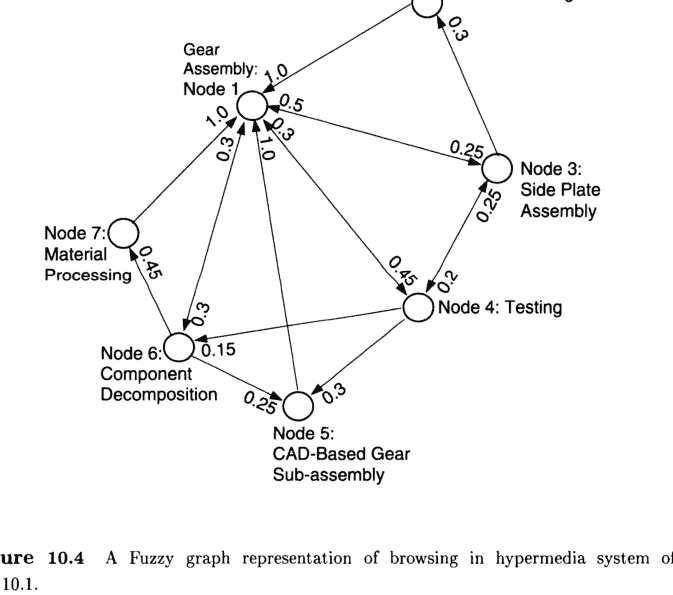 0.3
Gear
Assembly:
Node 1
1.0
0.5
1.0
0.3
0.3
1.0
0.25
Node 3:
Side Plate
Assembly
0.25
Node 7:
Material
Processing
0.45
0.45
0.2
Node 4: Testing
0.3
0.15
Node 6:
Component
Decomposition
0.25
0.3
Node 5:
CAD-Based Gear
Sub-assembly
ure 10.4 A Fuzzy graph representation of browsing in hypermedia system of
10.1.